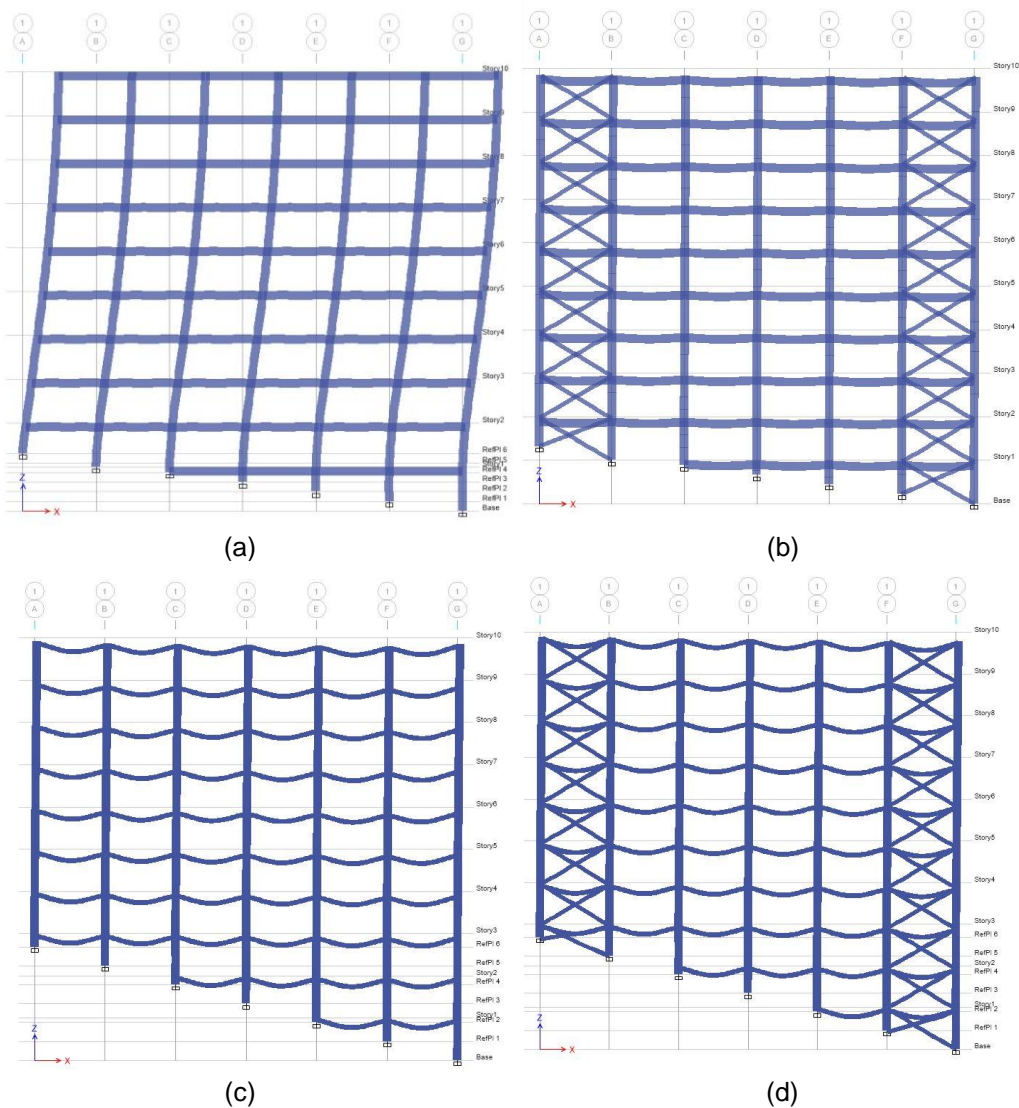 1 1 1 1 1 1 1
A B C D E F G
Story10
Story9
Story8
Story7
Story6
Story5
Story4
Story3
Story2
RefPl 6
RefPl 5
Story1
RefPl 4
RefPl 3
RefPl 2
RefPl 1
Base
Z
X
(a)
1 1 1 1 1 1 1
A B C D E F G
Story10
Story9
Story8
Story7
Story6
Story5
Story4
Story3
Story2
Story1
Base
Z
X
(b)
1 1 1 1 1 1 1
A B C D E F G
Story10
Story9
Story8
Story7
Story6
Story5
Story4
Story3
RefPl 6
RefPl 5
Story2
RefPl 4
RefPl 3
Story1
RefPl 2
RefPl 1
Base
Z
X
(c)
1 1 1 1 1 1 1
A B C D E F G
Story10
Story9
Story8
Story7
Story6
Story5
Story4
Story3
RefPl 6
RefPl 5
Story2
RefPl 4
RefPl 3
Story1
RefPl 2
RefPl 1
Base
Z
X
(d)